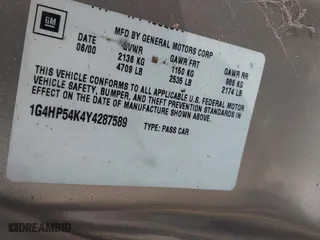 GM
MFD BY GENERAL MOTORS CORP
DATE GVWR GAWR FRT GAWR RR
06/00 2136 KG 1150 KG 986 KG
4709 LB 2535 LB 2174 LB
THIS VEHICLE CONFORMS TO ALL APPLICABLE U.S. FEDERAL MOTOR
VEHICLE SAFETY, BUMPER, AND THEFT PREVENTION STANDARDS IN
EFFECT ON THE DATE OF MANUFACTURE SHOWN ABOVE.
1G4HP54K4Y4287589 TYPE: PASS CAR
© DREAMBID